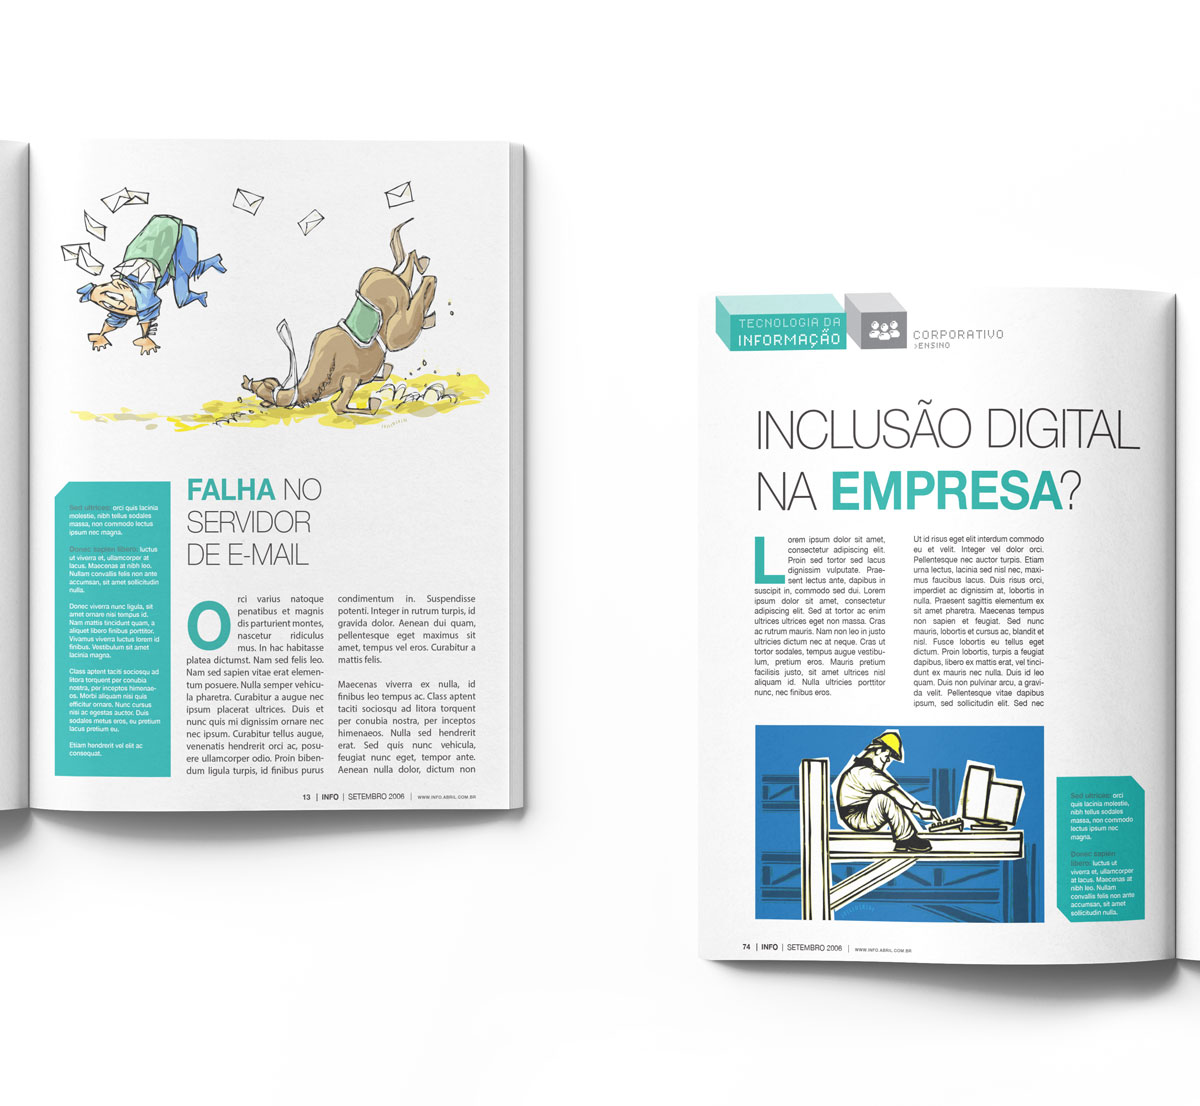 FALHA NO
SERVIDOR
DE E-MAIL
Sed ultrices: orci quis lacinia
molestie, nibh tellus sodales
massa, non commodo lectus
ipsum nec magna.
Donec sapien libero: luctus
ut viverra et, ullamcorper at
lacus. Maecenas at nibh leo.
Nullam convallis felis non ante
accumsan, sit amet sollicitudin
nulla.
Donec viverra nunc ligula, sit
amet ornare nisi tempus id.
Nam mattis tincidunt quam, a
aliquet libero finibus porttitor.
Vivamus viverra luctus lorem id
finibus. Vestibulum sit amet
lacinia magna.
Class aptent taciti sociosqu ad
litora torquent per conubia
nostra, per inceptos himenae-
os. Morbi aliquam nisi quis
efficitur ornare. Nunc cursus
nisi ac egestas auctor. Duis
sodales metus eros, eu pretium
lacus pretium eu.
Etiam hendrerit vel elit ac
consequat.
Orci varius natoque
penatibus et magnis
dis parturient montes,
nascetur ridiculus
mus. In hac habitasse
platea dictumst. Nam sed felis leo.
Nam sed sapien vitae erat elemen-
tum posuere. Nulla semper vehicu-
la pharetra. Curabitur a augue nec
ipsum placerat ultrices. Duis et
nunc quis mi dignissim ornare nec
nec ipsum. Curabitur tellus augue,
venenatis hendrerit orci ac, posu-
ere ullamcorper odio. Proin biben-
dum ligula turpis, id finibus purus
condimentum in. Suspendisse
potenti. Integer in rutrum turpis, id
gravida dolor. Aenean dui quam,
pellentesque eget maximus sit
amet, tempus vel eros. Curabitur a
mattis felis.
Maecenas viverra ex nulla, id
finibus leo tempus ac. Class aptent
taciti sociosqu ad litora torquent
per conubia nostra, per inceptos
himenaeos. Nulla sed hendrerit
erat. Sed quis nunc vehicula,
feugiat nunc eget, tempor ante.
Aenean nulla dolor, dictum non
13 | INFO | SETEMBRO 2006 | WWW.INFO.ABRIL.COM.BR
TECNOLOGIA DA
INFORMAÇÃO
CORPORATIVO
>ENSINO
INCLUSÃO DIGITAL
NA EMPRESA?
Lorem ipsum dolor sit amet,
consectetur adipiscing elit.
Proin sed tortor sed lacus
dignissim vulputate. Prae-
sent lectus ante, dapibus in
suscipit in, commodo sed dui. Lorem
ipsum dolor sit amet, consectetur
adipiscing elit. Sed at tortor ac enim
ultrices ultrices eget non massa. Cras
ac rutrum mauris. Nam non leo in justo
ultricies dictum nec at neque. Cras ut
tortor sodales, tempus augue vestibu-
lum, pretium eros. Mauris pretium
facilisis justo, sit amet ultrices nisl
aliquam id. Nulla ultricies porttitor
nunc, nec finibus eros.
Ut id risus eget elit interdum commodo
eu et velit. Integer vel dolor orci.
Pellentesque nec auctor turpis. Etiam
urna lectus, lacinia sed nisl nec, maxi-
mus faucibus lacus. Duis risus orci,
imperdiet ac dignissim at, lobortis in
nulla. Praesent sagittis elementum ex
sit amet pharetra. Maecenas tempus
non sapien et feugiat. Sed nunc
mauris, lobortis et cursus ac, blandit et
nisl. Fusce lobortis eu tellus eget
dictum. Proin lobortis, turpis a feugiat
dapibus, libero ex mattis erat, vel tinci-
dunt ex mauris nec nulla. Duis id leo
quam. Duis non pulvinar arcu, a gravi-
da velit. Pellentesque vitae dapibus
ipsum, sed sollicitudin elit. Sed nec
Sed ultrices: orci
quis lacinia molestie,
nibh tellus sodales
massa, non commodo
lectus ipsum nec
magna.
Donec sapien
libero: luctus ut
viverra et, ullamcorper
at lacus. Maecenas at
nibh leo. Nullam
convallis felis non ante
accumsan, sit amet
sollicitudin nulla.
74 | INFO | SETEMBRO 2006 | WWW.INFO.ABRIL.COM.BR